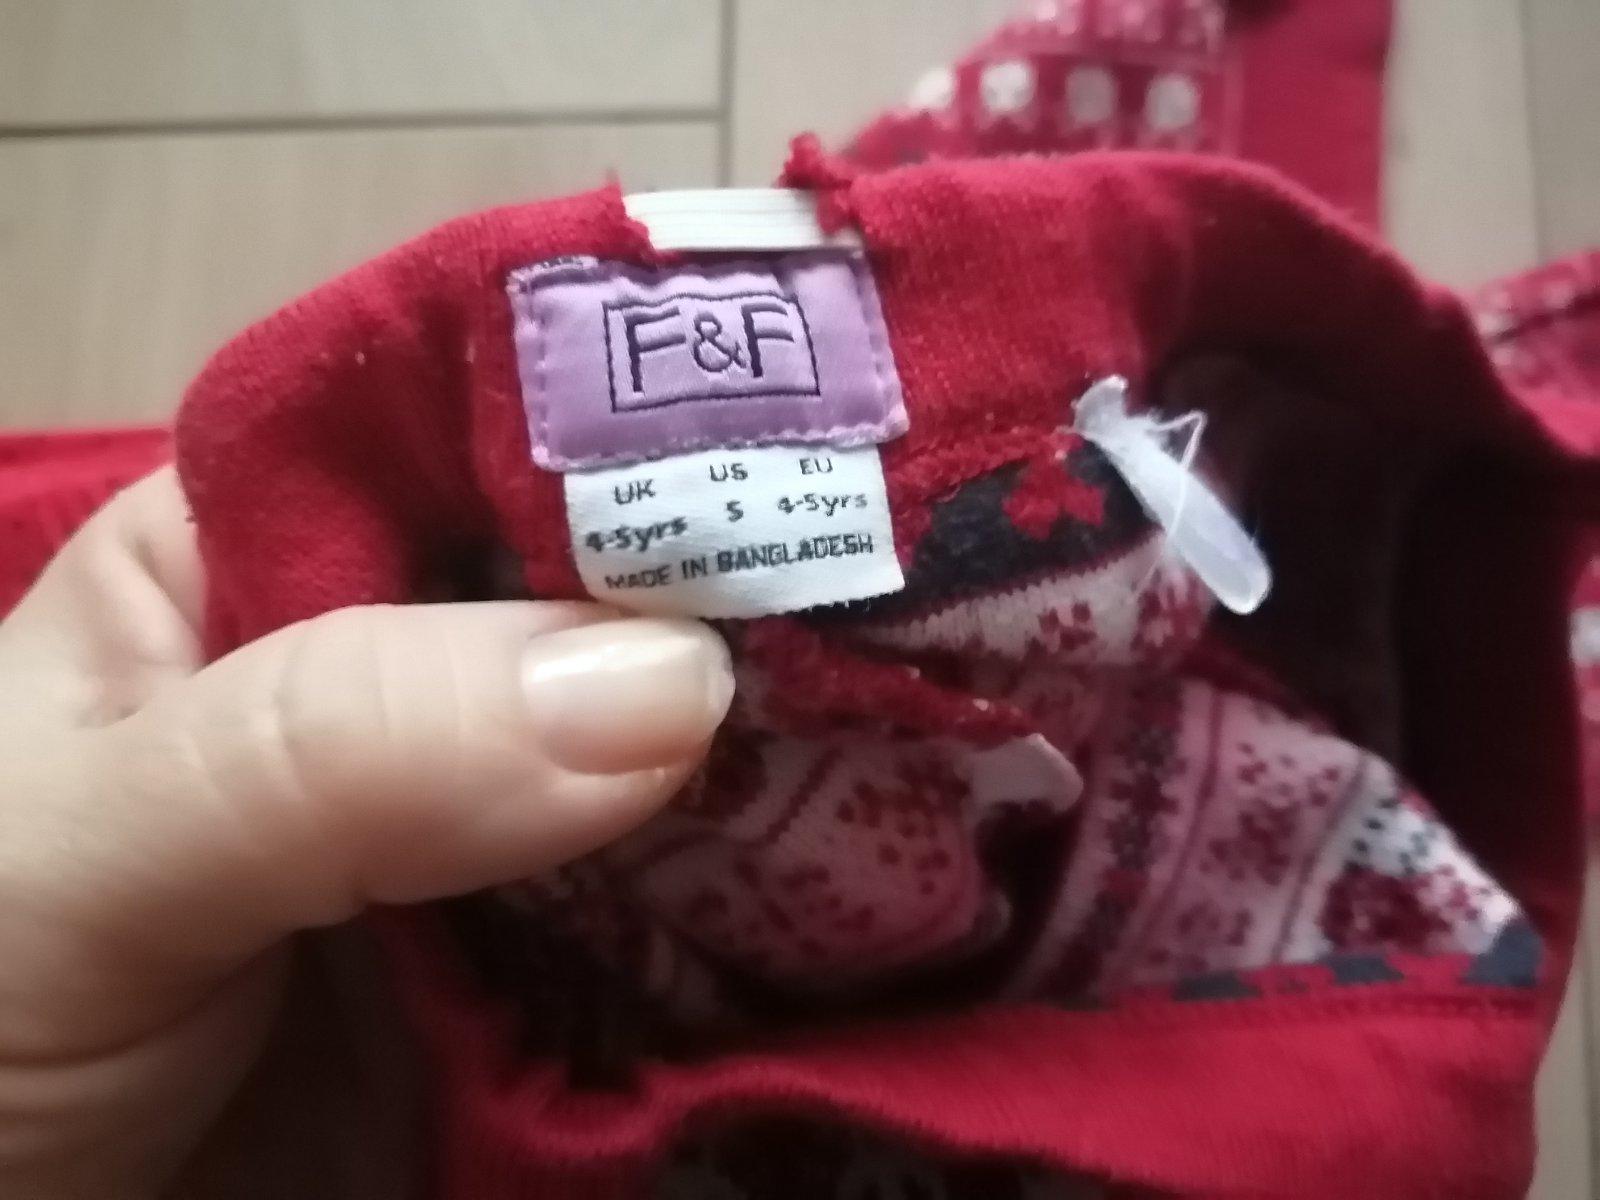 F&F
UK US EU
4-5yrs 5 4-5yrs
MADE IN BANGLADESH